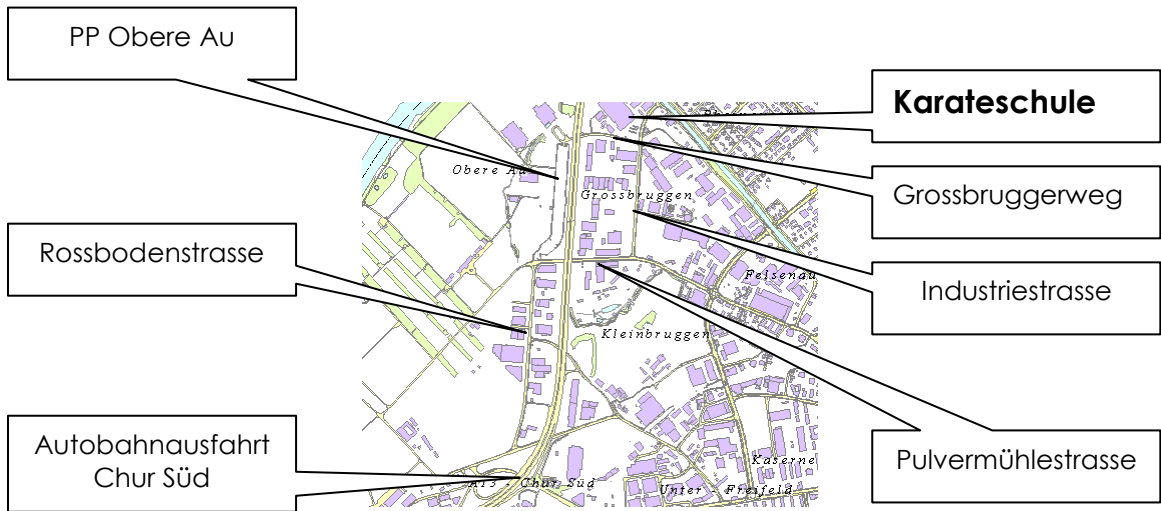 PP Obere Au
Karateschule
Obere Au
Grossbruggerweg
Grossbruggen
Rossbodenstrasse
Felsenau
Industriestrasse
Kleinbruggen
Autobahnausfahrt
Chur Süd
Pulvermühlestrasse
Kaserne
A13 - Chur Süd
Unter - Freifeld